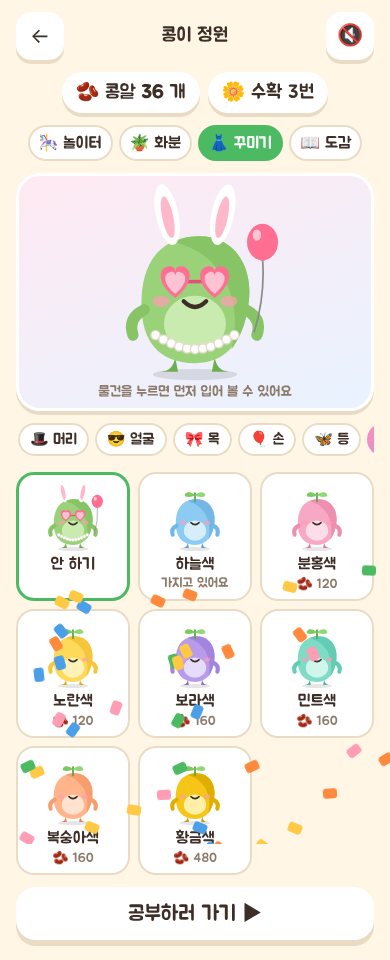 콩이 정원
콩알 36 개
수확 3번
놀이터
화분
꾸미기
도감
물건을 누르면 먼저 입어 볼 수 있어요
머리
얼굴
목
손
등
안 하기
하늘색
가지고 있어요
분홍색
120
노란색
120
보라색
160
민트색
160
복숭아색
160
황금색
480
공부하러 가기 ▶